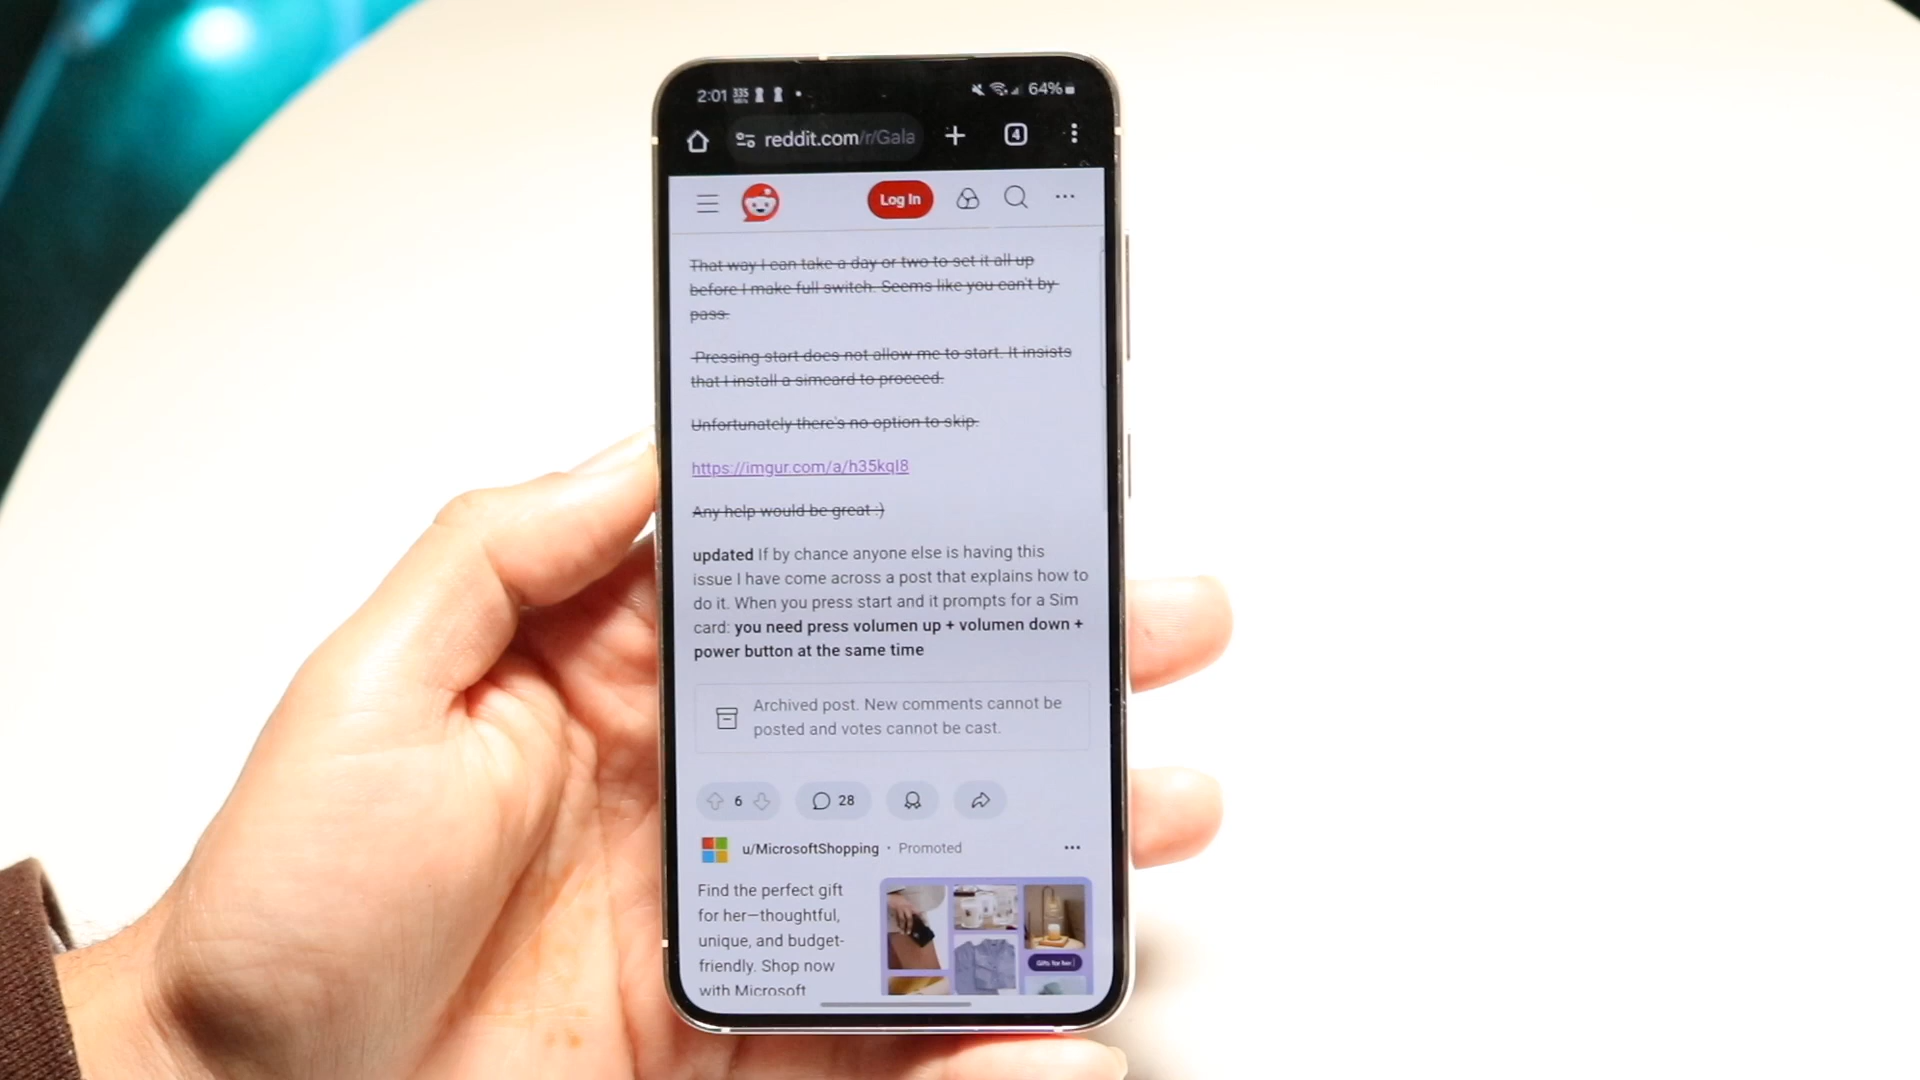 2:01 335 64%
reddit.com/r/Gala 4
Log In
That way I can take a day or two to set it all up
before I make full switch. Seems like you can't by
pass.
Pressing start does not allow me to start. It insists
that I install a simcard to proceed.
Unfortunately there's no option to skip.
https://imgur.com/a/h35kqI8
Any help would be great :)
updated If by chance anyone else is having this
issue I have come across a post that explains how to
do it. When you press start and it prompts for a Sim
card: you need press volumen up + volumen down +
power button at the same time
Archived post. New comments cannot be
posted and votes cannot be cast.
6 28
u/MicrosoftShopping • Promoted
Find the perfect gift
for her—thoughtful,
unique, and budget-
friendly. Shop now
with Microsoft
Gifts for her